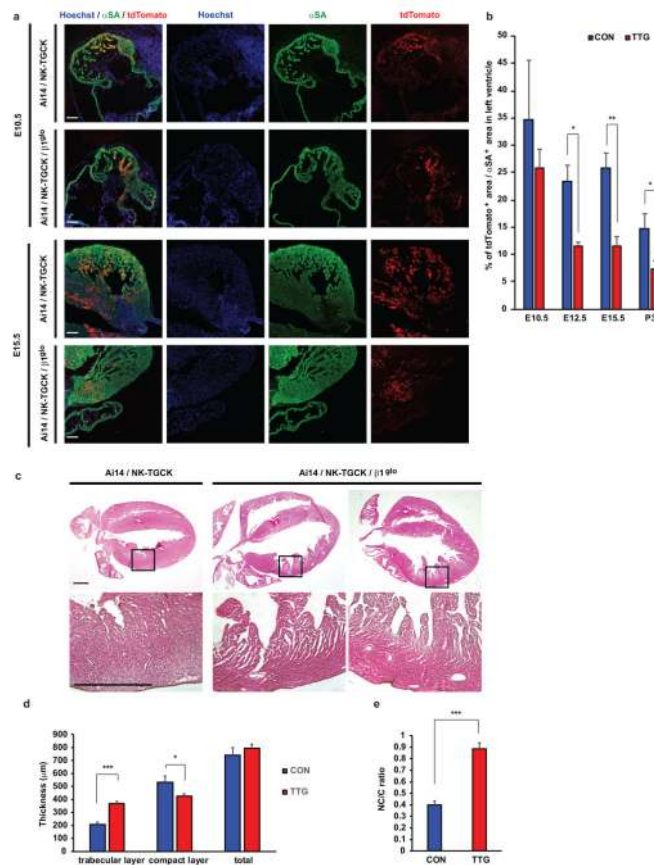 a
Hoechst / αSA / tdTomato
Hoechst
αSA
tdTomato
E10.5
Ai14 / NK-TGCK
Ai14 / NK-TGCK / β1glo
E15.5
Ai14 / NK-TGCK
Ai14 / NK-TGCK / β1glo
b
CON
TTG
% of tdTomato+ area / αSA+ area in left ventricle
50
45
40
35
30
25
20
15
10
5
0
*
**
*
E10.5
E12.5
E15.5
P3
c
Ai14 / NK-TGCK
Ai14 / NK-TGCK / β1glo
d
Thickness (μm)
900
800
700
600
500
400
300
200
100
0
***
*
CON
TTG
trabecular layer
compact layer
total
e
NC/C ratio
1
0.9
0.8
0.7
0.6
0.5
0.4
0.3
0.2
0.1
0
***
CON
TTG